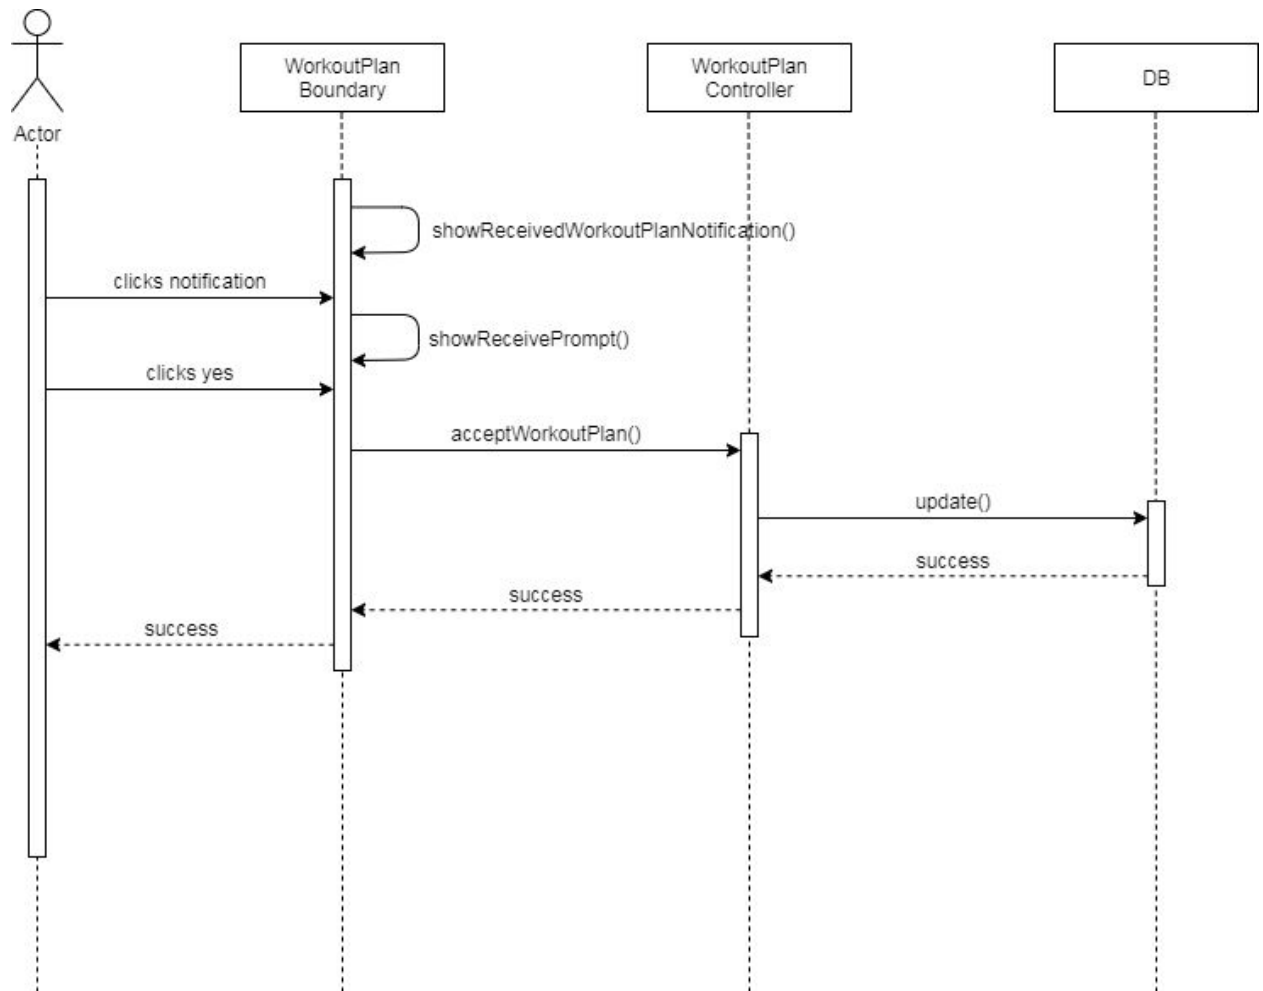 WorkoutPlan
Boundary
WorkoutPlan
Controller
DB
Actor
showReceivedWorkoutPlanNotification()
clicks notification
showReceivePrompt()
clicks yes
acceptWorkoutPlan()
update()
success
success
success